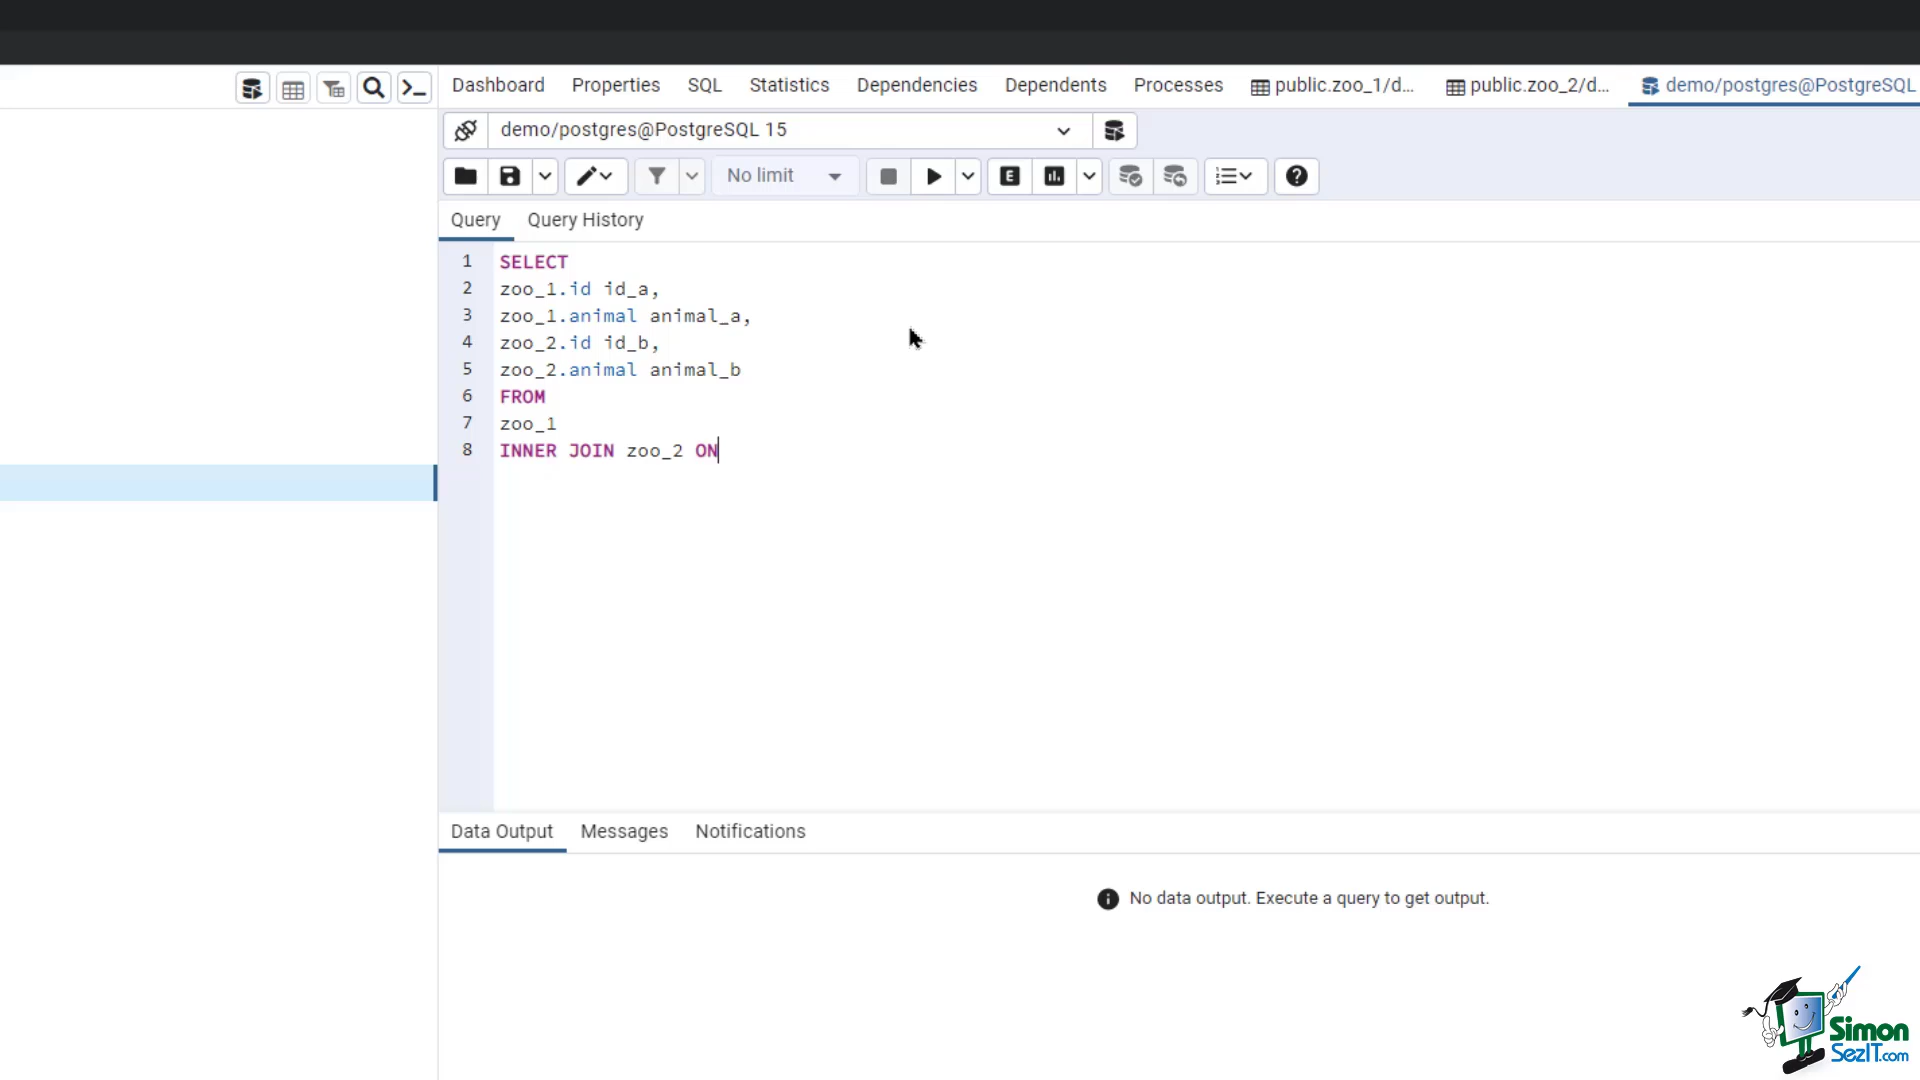 Dashboard Properties SQL Statistics Dependencies Dependents Processes public.zoo_1/d... public.zoo_2/d... demo/postgres@PostgreSQL
demo/postgres@PostgreSQL 15
No limit E
Query Query History
1 SELECT
2 zoo_1.id id_a,
3 zoo_1.animal animal_a,
4 zoo_2.id id_b,
5 zoo_2.animal animal_b
6 FROM
7 zoo_1
8 INNER JOIN zoo_2 ON
Data Output Messages Notifications
No data output. Execute a query to get output.
Simon
SezIT.com